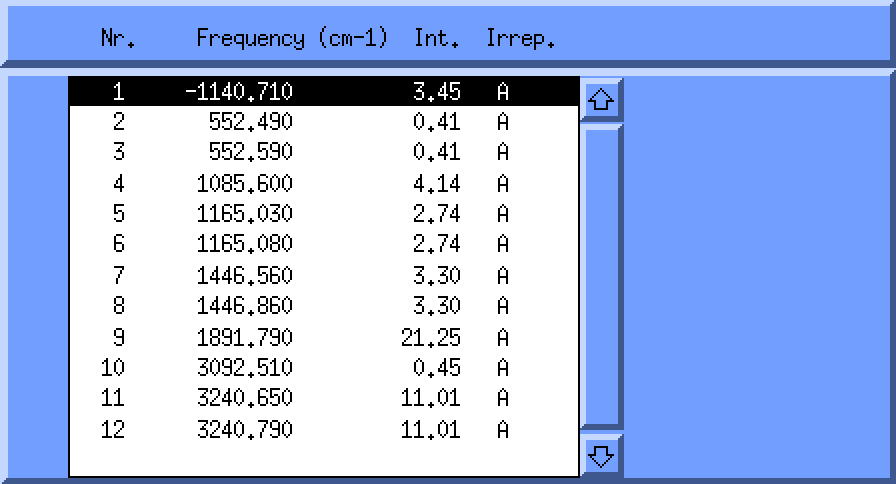 Nr. Frequency (cm-1) Int. Irrep.
1 -1140.710 3.45 A
2 552.490 0.41 A
3 552.590 0.41 A
4 1085.600 4.14 A
5 1165.030 2.74 A
6 1165.080 2.74 A
7 1446.560 3.30 A
8 1446.860 3.30 A
9 1891.790 21.25 A
10 3092.510 0.45 A
11 3240.650 11.01 A
12 3240.790 11.01 A